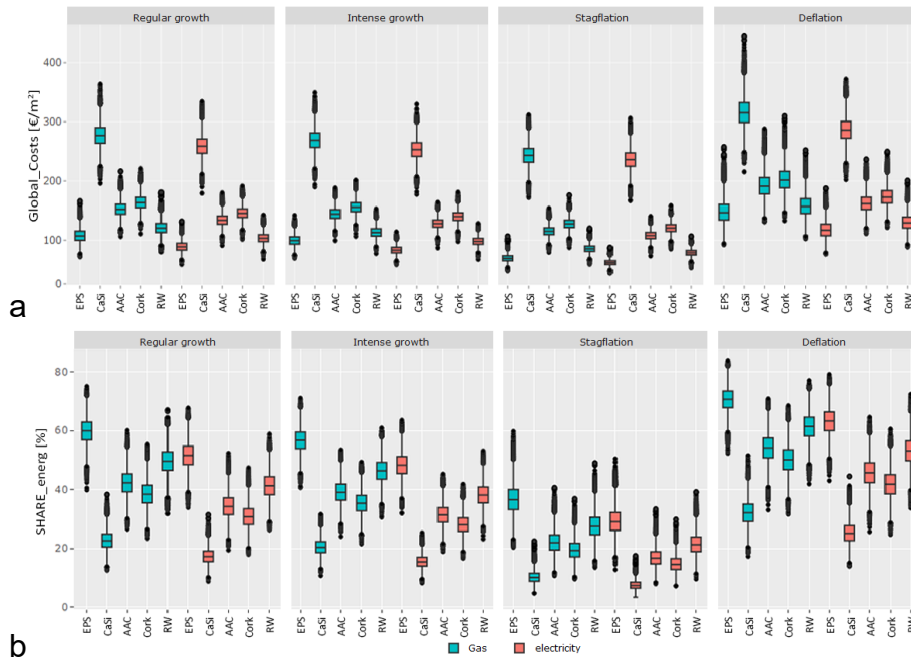 Regular growth Intense growth Stagflation Deflation
Global_Costs [€/m²]
400
300
200
100
0
EPS CaSi AAC Cork RW EPS CaSi AAC Cork RW EPS CaSi AAC Cork RW EPS CaSi AAC Cork RW EPS CaSi AAC Cork RW EPS CaSi AAC Cork RW EPS CaSi AAC Cork RW EPS CaSi AAC Cork RW
a
Regular growth Intense growth Stagflation Deflation
SHARE_energ [%]
80
60
40
20
0
EPS CaSi AAC Cork RW EPS CaSi AAC Cork RW EPS CaSi AAC Cork RW EPS CaSi AAC Cork RW EPS CaSi AAC Cork RW EPS CaSi AAC Cork RW EPS CaSi AAC Cork RW EPS CaSi AAC Cork RW
b
Gas electricity